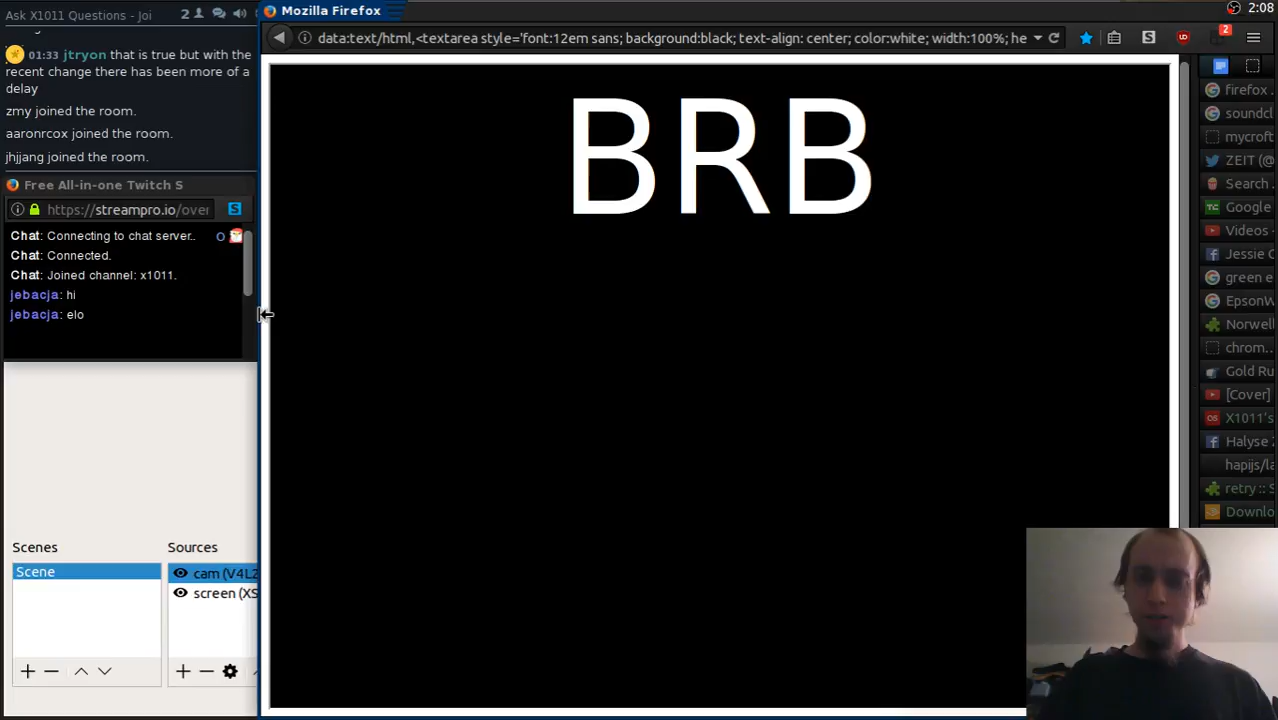 Ask X1011 Questions - Joi
2
01:33 jtryon that is true but with the
recent change there has been more of a
delay
zmy joined the room.
aaronrcox joined the room.
jhjjang joined the room.
Free All-in-one Twitch S
https://streampro.io/over
Chat: Connecting to chat server..
Chat: Connected.
Chat: Joined channel: x1011.
jebacja: hi
jebacja: elo
Scenes
Scene
Sources
cam (V4L2
screen (XS
Mozilla Firefox
data:text/html,<textarea style='font:12em sans; background:black; text-align: center; color:white; width:100%; he
BRB
2:08
2
firefox
soundcl
mycroft
ZEIT (@
Search
Google
Videos -
Jessie C
green e
EpsonW
Norwell
chrom...
Gold Ru
[Cover]
X1011's
Halyse Z
hapijs/la
retry :: S
Downlo